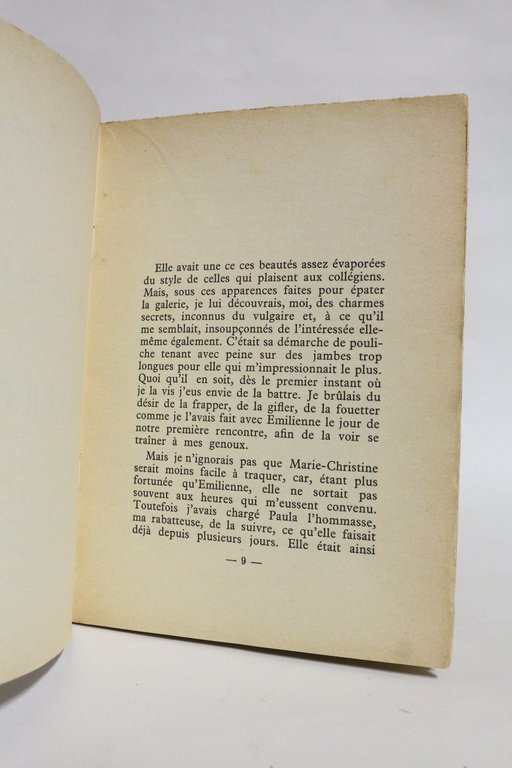 Elle avait une ce ces beautés assez évaporées
du style de celles qui plaisent aux collégiens.
Mais, sous ces apparences faites pour épater
la galerie, je lui découvrais, moi, des charmes
secrets, inconnus du vulgaire et, à ce qu'il
me semblait, insoupçonnés de l'intéressée elle-
même également. C'était sa démarche de pouli-
che tenant avec peine sur des jambes trop
longues pour elle qui m'impressionnait le plus.
Quoi qu'il en soit, dès le premier instant où
je la vis j'eus envie de la battre. Je brûlais du
désir de la frapper, de la gifler, de la fouetter
comme je l'avais fait avec Emilienne le jour de
notre première rencontre, afin de la voir se
traîner à mes genoux.
Mais je n'ignorais pas que Marie-Christine
serait moins facile à traquer, car, étant plus
fortunée qu'Emilienne, elle ne sortait pas
souvent aux heures qui m'eussent convenu.
Toutefois j'avais chargé Paula l'hommasse,
ma rabatteuse, de la suivre, ce qu'elle faisait
déjà depuis plusieurs jours. Elle était ainsi
— 9 —